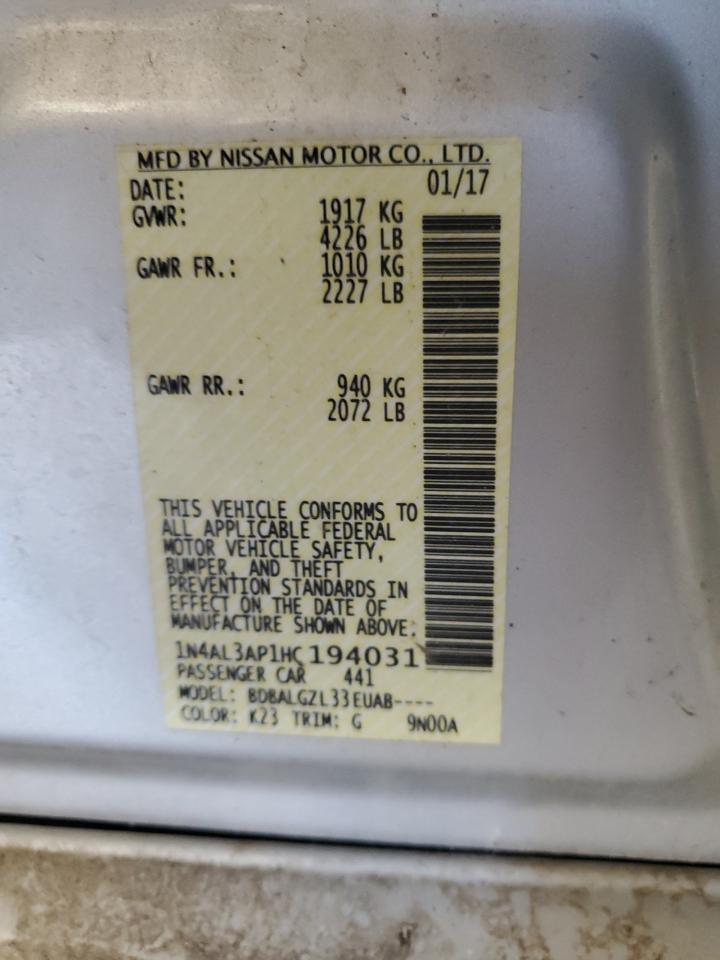 MFD BY NISSAN MOTOR CO., LTD.
DATE: 01/17
GVWR: 1917 KG
4226 LB
GAWR FR.: 1010 KG
2227 LB
GAWR RR.: 940 KG
2072 LB
THIS VEHICLE CONFORMS TO
ALL APPLICABLE FEDERAL
MOTOR VEHICLE SAFETY,
BUMPER, AND THEFT
PREVENTION STANDARDS IN
EFFECT ON THE DATE OF
MANUFACTURE SHOWN ABOVE:
1N4AL3AP1HC194031
PASSENGER CAR 441
MODEL: BDBALGZL33EUAB----
COLOR: K23 TRIM: G 9N00A